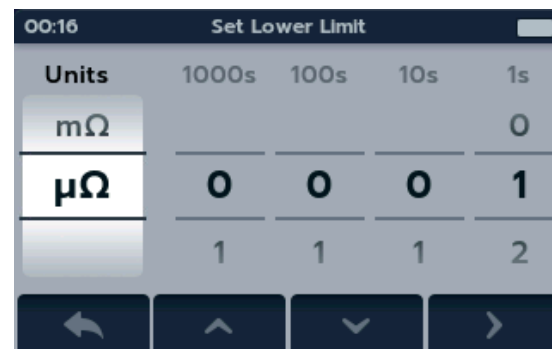 00:16 Set Lower Limit
Units 1000s 100s 10s 1s
mΩ 0
μΩ 0 0 0 1
1 1 1 2